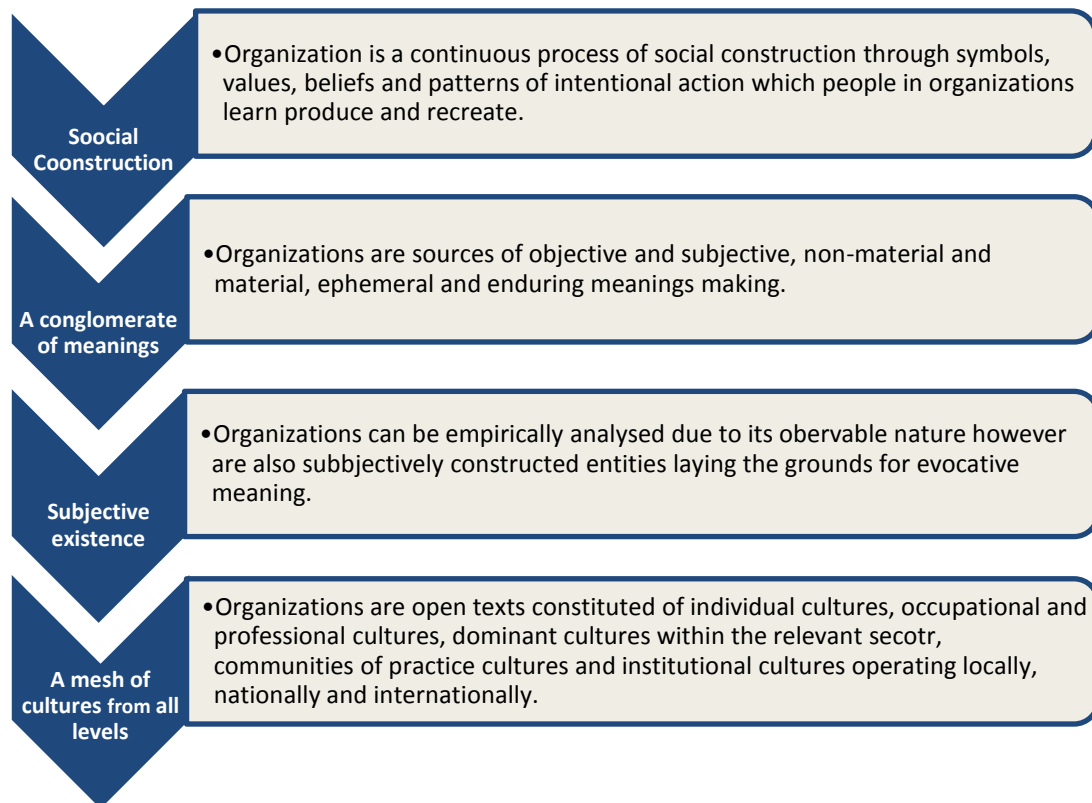 Soocial
Coonstruction
•Organization is a continuous process of social construction through symbols,
values, beliefs and patterns of intentional action which people in organizations
learn produce and recreate.
A conglomerate
of meanings
•Organizations are sources of objective and subjective, non-material and
material, ephemeral and enduring meanings making.
Subjective
existence
•Organizations can be empirically analysed due to its obervable nature however
are also subbjectively constructed entities laying the grounds for evocative
meaning.
A mesh of
cultures from all
levels
•Organizations are open texts constituted of individual cultures, occupational and
professional cultures, dominant cultures within the relevant secotr,
communities of practice cultures and institutional cultures operating locally,
nationally and internationally.